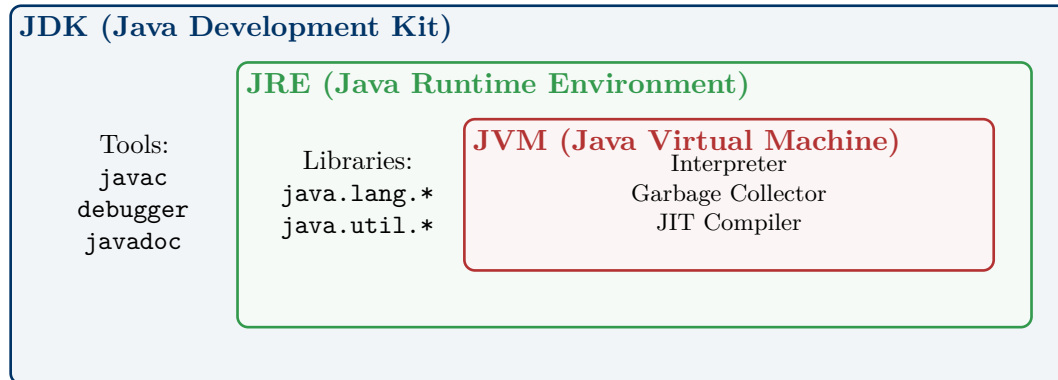 JDK (Java Development Kit)
JRE (Java Runtime Environment)
Tools:
javac
debugger
javadoc
Libraries:
java.lang.*
java.util.*
JVM (Java Virtual Machine)
Interpreter
Garbage Collector
JIT Compiler